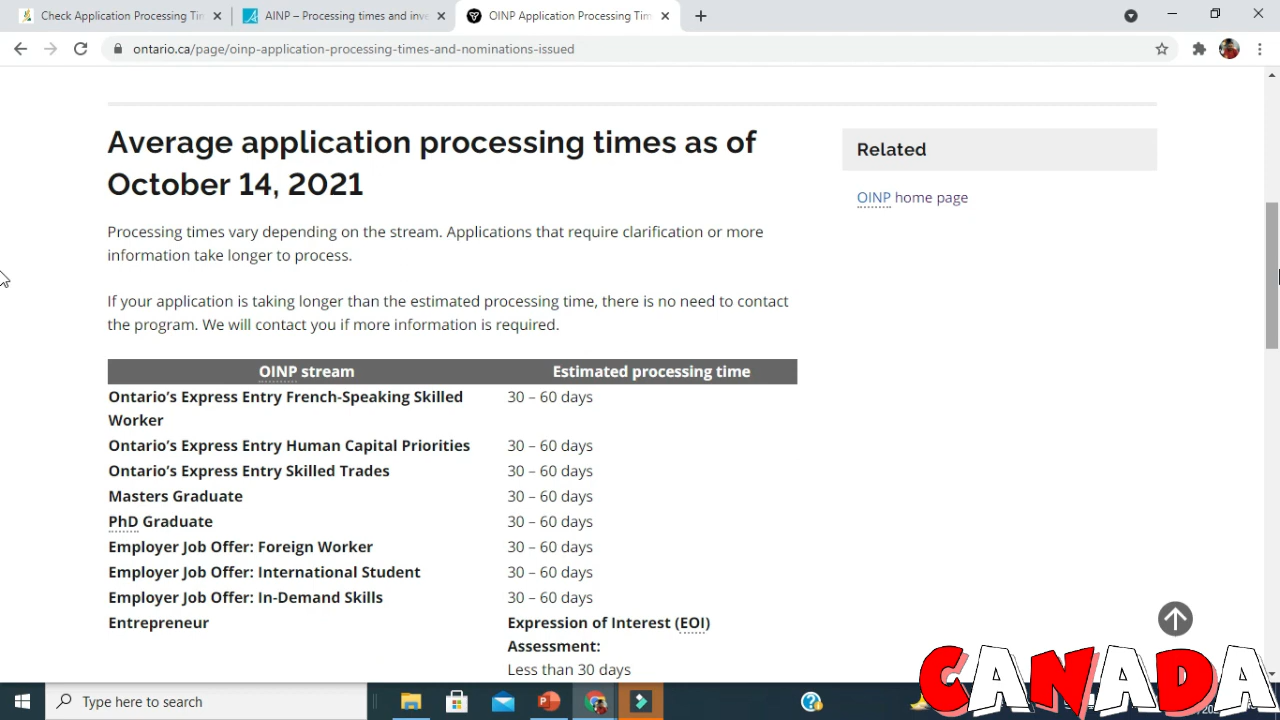 Check Application Processing Tim
AINP – Processing times and inve
OINP Application Processing Tim
ontario.ca/page/oinp-application-processing-times-and-nominations-issued
Average application processing times as of
October 14, 2021
Processing times vary depending on the stream. Applications that require clarification or more
information take longer to process.
If your application is taking longer than the estimated processing time, there is no need to contact
the program. We will contact you if more information is required.
Related
OINP home page
OINP stream Estimated processing time
Ontario’s Express Entry French-Speaking Skilled 30 – 60 days
Worker
Ontario’s Express Entry Human Capital Priorities 30 – 60 days
Ontario’s Express Entry Skilled Trades 30 – 60 days
Masters Graduate 30 – 60 days
PhD Graduate 30 – 60 days
Employer Job Offer: Foreign Worker 30 – 60 days
Employer Job Offer: International Student 30 – 60 days
Employer Job Offer: In-Demand Skills 30 – 60 days
Entrepreneur Expression of Interest (EOI)
Assessment:
Less than 30 days
CANADA
Type here to search